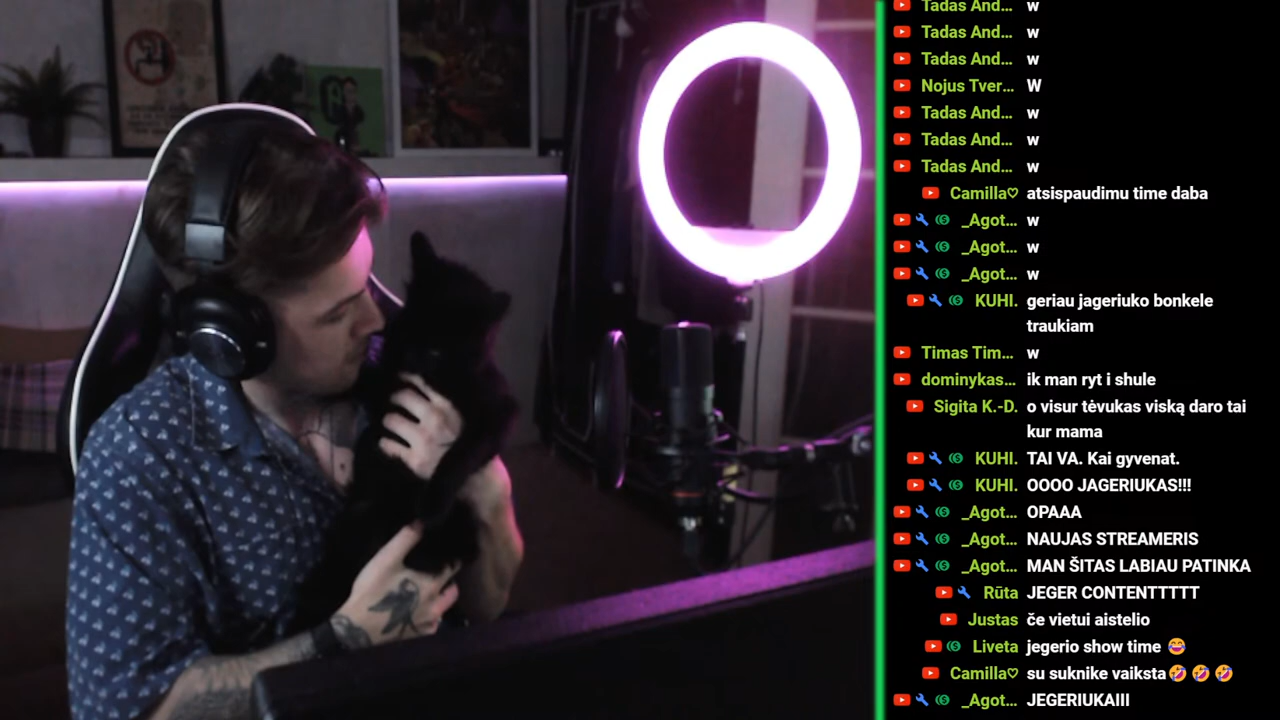 Tadas And... w
Tadas And... w
Tadas And... w
Nojus Tver... W
Tadas And... w
Tadas And... w
Tadas And... w
Camilla♡ atsispaudimu time daba
_Agot... w
_Agot... w
_Agot... w
KUHI. geriau jageriuko bonkele
traukiam
Timas Tim... w
dominykas... ik man ryt i shule
Sigita K.-D. o visur tėvukas viską daro tai
kur mama
KUHI. TAI VA. Kai gyvenat.
KUHI. OOOO JAGERIUKAS!!!
_Agot... OPAAA
_Agot... NAUJAS STREAMERIS
_Agot... MAN ŠITAS LABIAU PATINKA
Rūta JEGER CONTENTTTTT
Justas če vietui aistelio
Liveta jegerio show time 😂
Camilla♡ su suknike vaiksta🤣 🤣 🤣
_Agot... JEGERIUKAIII